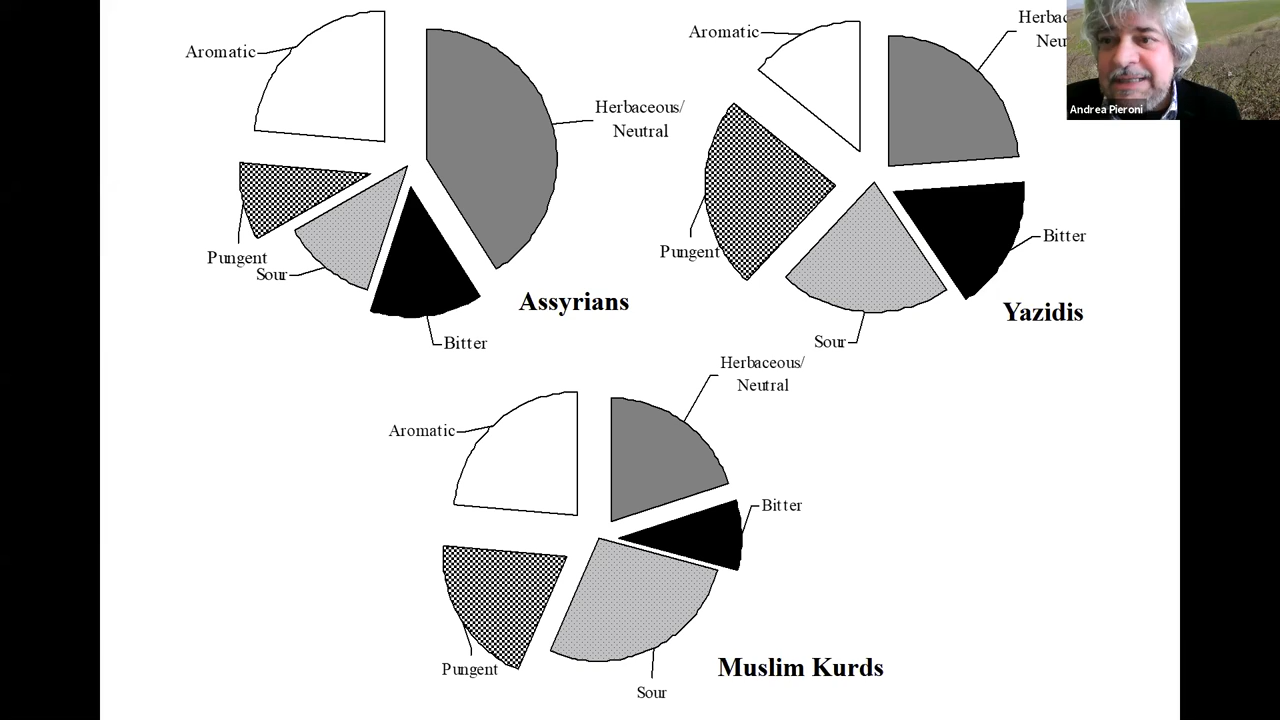 Aromatic
Herbaceous/
Neutral
Pungent
Sour
Bitter
Assyrians
Aromatic
Pungent
Sour
Bitter
Yazidis
Andrea Pieroni
Herbaceous/
Neutral
Aromatic
Bitter
Pungent
Sour
Muslim Kurds